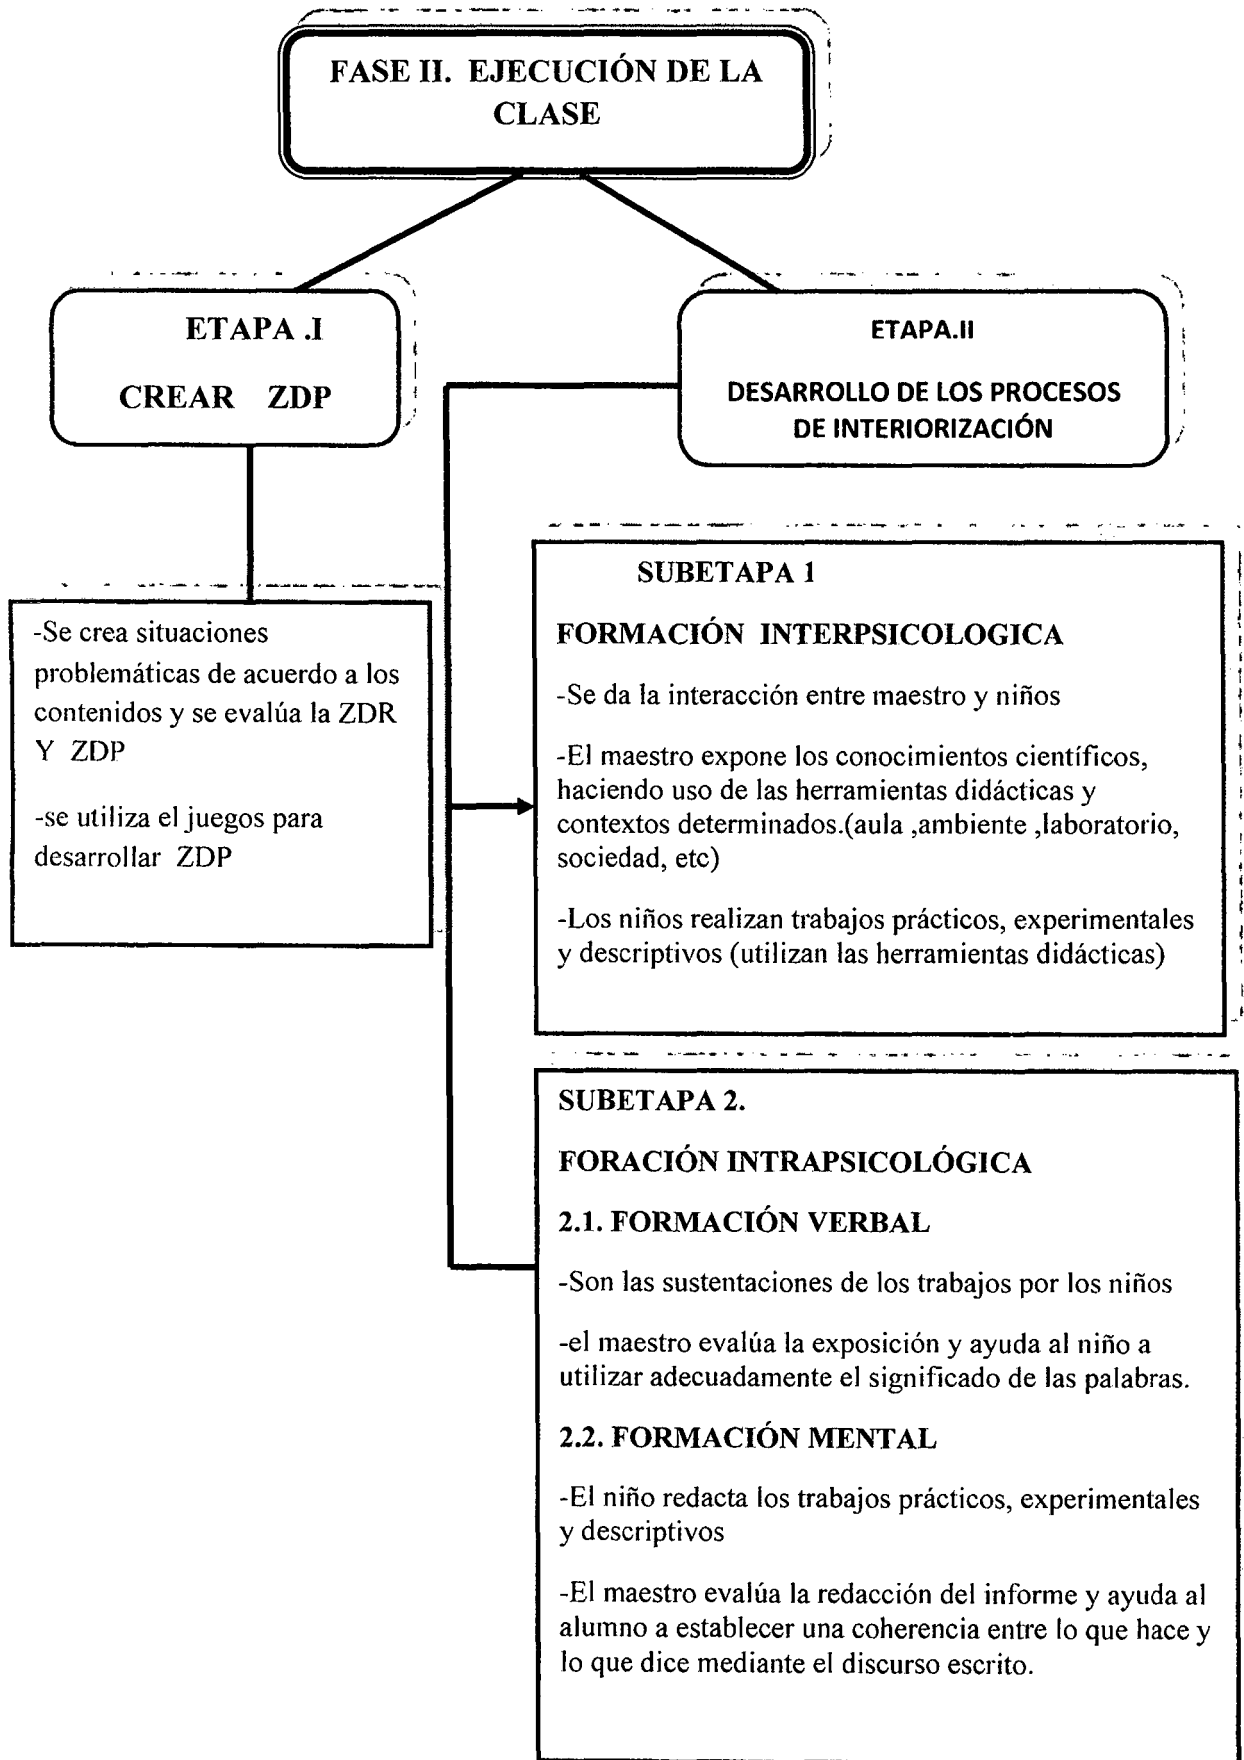 FASE II. EJECUCIÓN DE LA
CLASE
ETAPA .I
CREAR ZDP
ETAPA.II
DESARROLLO DE LOS PROCESOS
DE INTERIORIZACIÓN
-Se crea situaciones
problemáticas de acuerdo a los
contenidos y se evalúa la ZDR
Y ZDP
-se utiliza el juegos para
desarrollar ZDP
SUBETAPA 1
FORMACIÓN INTERPSICOLOGICA
-Se da la interacción entre maestro y niños
-El maestro expone los conocimientos científicos,
haciendo uso de las herramientas didácticas y
contextos determinados.(aula ,ambiente ,laboratorio,
sociedad, etc)
-Los niños realizan trabajos prácticos, experimentales
y descriptivos (utilizan las herramientas didácticas)
SUBETAPA 2.
FORACIÓN INTRAPSICOLÓGICA
2.1. FORMACIÓN VERBAL
-Son las sustentaciones de los trabajos por los niños
-el maestro evalúa la exposición y ayuda al niño a
utilizar adecuadamente el significado de las palabras.
2.2. FORMACIÓN MENTAL
-El niño redacta los trabajos prácticos, experimentales
y descriptivos
-El maestro evalúa la redacción del informe y ayuda al
alumno a establecer una coherencia entre lo que hace y
lo que dice mediante el discurso escrito.